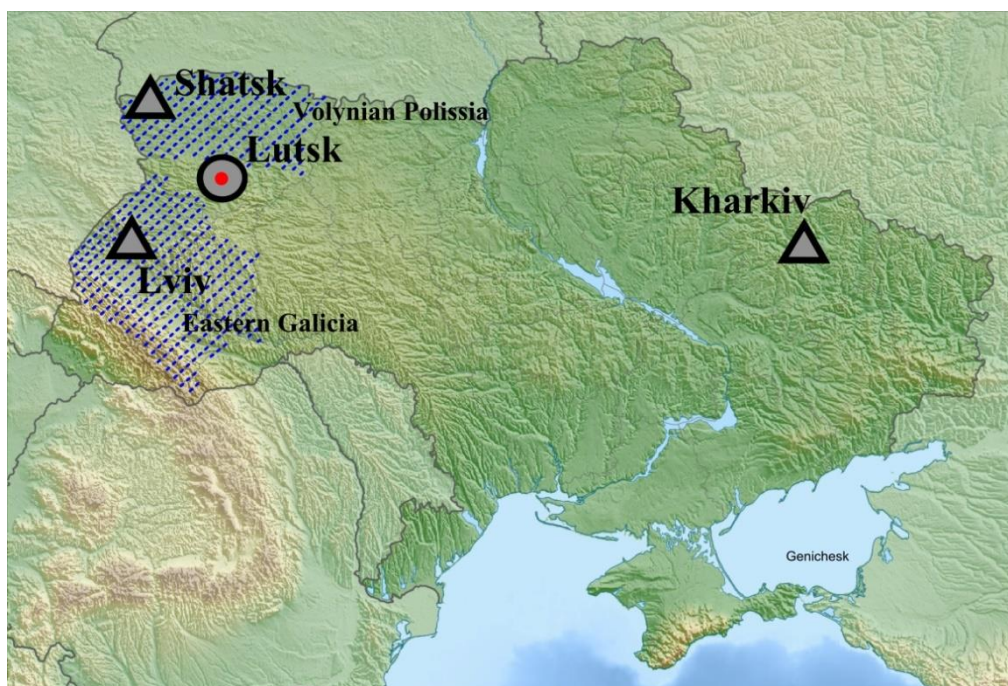 Shatsk
Volynian Polissia
Lutsk
Kharkiv
Lviv
Eastern Galicia
Genichesk